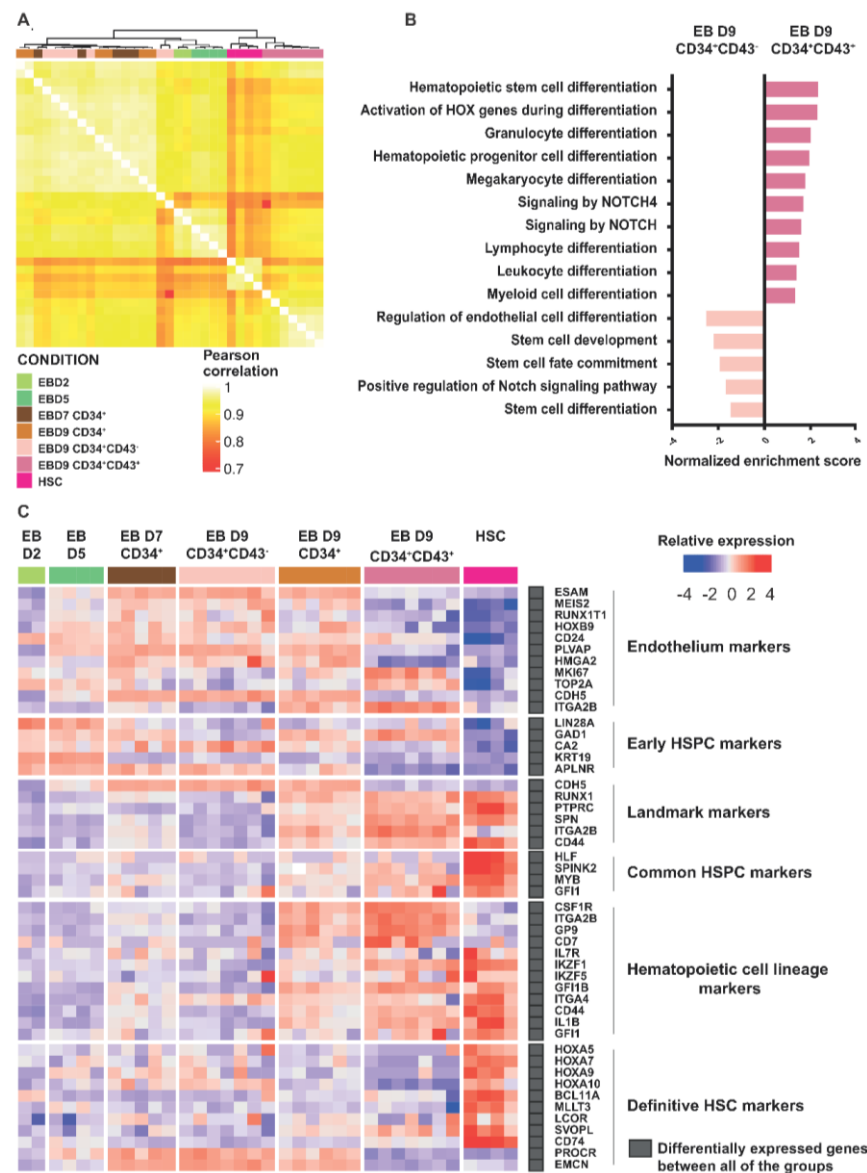 A
CONDITION
EBD2
EBD5
EBD7 CD34⁺
EBD9 CD34⁺
EBD9 CD34⁺CD43⁻
EBD9 CD34⁺CD43⁺
HSC
Pearson
correlation
1
0.9
0.8
0.7
B
EB D9
CD34⁺CD43⁻
EB D9
CD34⁺CD43⁺
Hematopoietic stem cell differentiation
Activation of HOX genes during differentiation
Granulocyte differentiation
Hematopoietic progenitor cell differentiation
Megakaryocyte differentiation
Signaling by NOTCH4
Signaling by NOTCH
Lymphocyte differentiation
Leukocyte differentiation
Myeloid cell differentiation
Regulation of endothelial cell differentiation
Stem cell development
Stem cell fate commitment
Positive regulation of Notch signaling pathway
Stem cell differentiation
-4 -2 0 2 4
Normalized enrichment score
C
EB
D2
EB
D5
EB D7
CD34⁺
EB D9
CD34⁺CD43⁻
EB D9
CD34⁺
EB D9
CD34⁺CD43⁺
HSC
Relative expression
-4 -2 0 2 4
ESAM
MEIS2
RUNX1T1
HOXB9
CD24
PLVAP
HMGA2
MKI67
TOP2A
CDH5
ITGA2B
Endothelium markers
LIN28A
GAD1
CA2
KRT19
APLNR
Early HSPC markers
CDH5
RUNX1
PTPRC
SPN
ITGA2B
CD44
Landmark markers
HLF
SPINK2
MYB
GFI1
Common HSPC markers
CSF1R
ITGA2B
GP9
CD7
IL7R
IKZF1
IKZF5
GFI1B
ITGA4
CD44
IL1B
GFI1
Hematopoietic cell lineage
markers
HOXA5
HOXA7
HOXA9
HOXA10
BCL11A
MLLT3
LCOR
SVOPL
CD74
PROCR
EMCN
Definitive HSC markers
Differentially expressed genes
between all of the groups